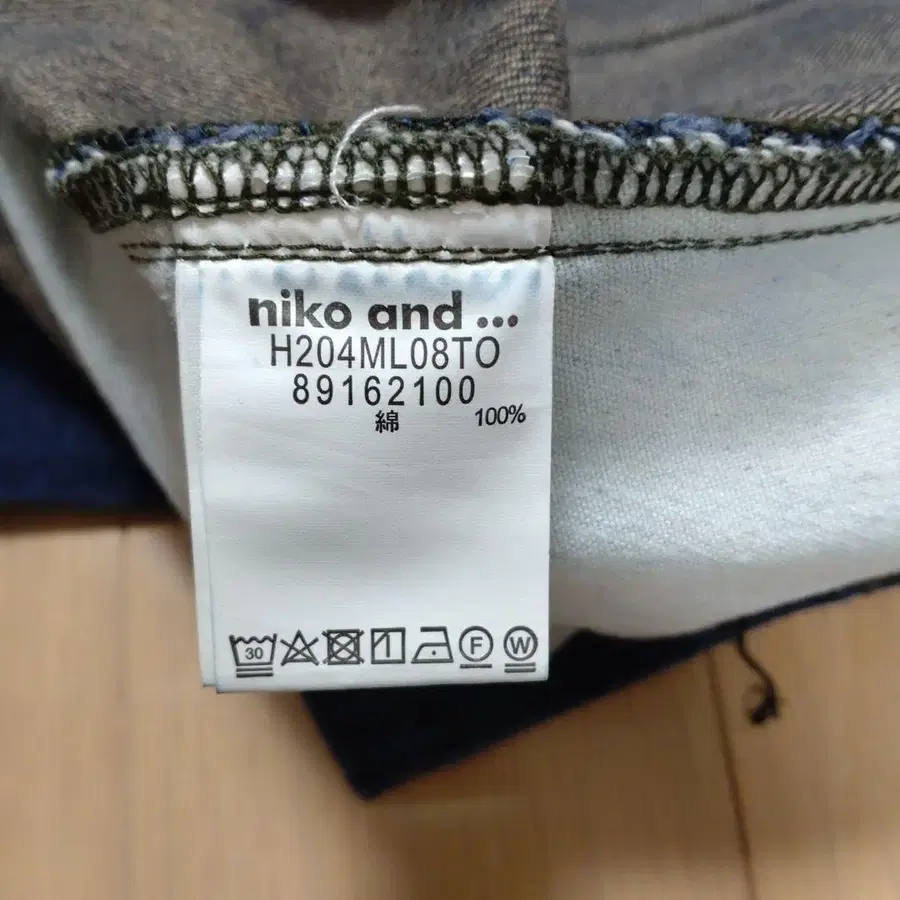 niko and ...
H204ML08TO
89162100
綿 100%
30 F W